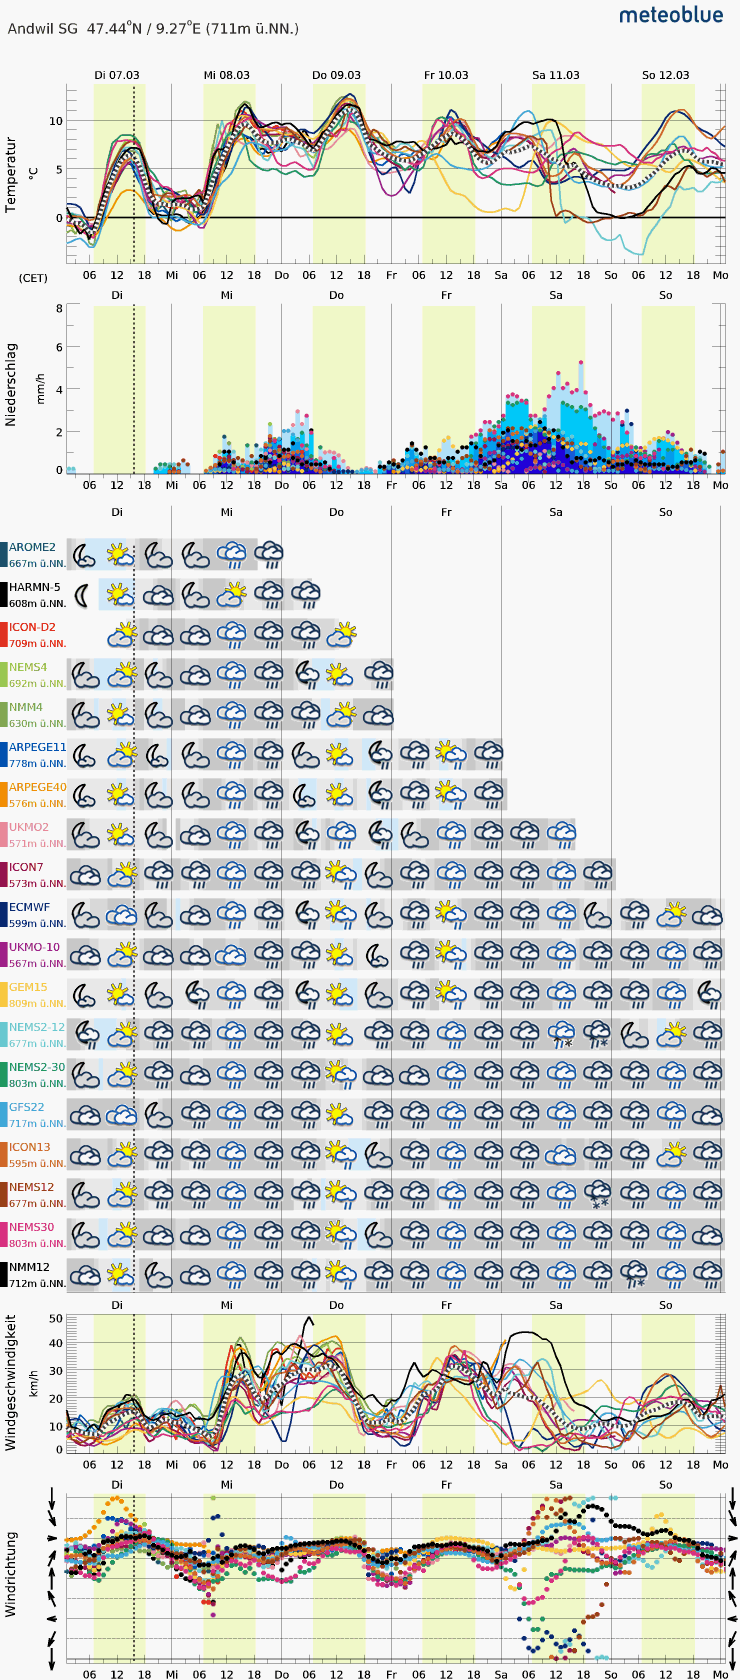 meteoblue
Andwil SG 47.44°N / 9.27°E (711m ü.NN.)
Di 07.03 Mi 08.03 Do 09.03 Fr 10.03 Sa 11.03 So 12.03
Temperatur
°C
10
5
0
(CET)
06 12 18 Mi 06 12 18 Do 06 12 18 Fr 06 12 18 Sa 06 12 18 So 06 12 18 Mo
Di Mi Do Fr Sa So
Niederschlag
mm/h
8
6
4
2
0
06 12 18 Mi 06 12 18 Do 06 12 18 Fr 06 12 18 Sa 06 12 18 So 06 12 18 Mo
Di Mi Do Fr Sa So
AROME2
667m ü.NN.
HARMN-5
608m ü.NN.
ICON-D2
709m ü.NN.
NEMS4
692m ü.NN.
NMM4
630m ü.NN.
ARPEGE11
778m ü.NN.
ARPEGE40
576m ü.NN.
UKMO2
571m ü.NN.
ICON7
573m ü.NN.
ECMWF
599m ü.NN.
UKMO-10
567m ü.NN.
GEM15
809m ü.NN.
NEMS2-12
677m ü.NN.
NEMS2-30
803m ü.NN.
GFS22
717m ü.NN.
ICON13
595m ü.NN.
NEMS12
677m ü.NN.
NEMS30
803m ü.NN.
NMM12
712m ü.NN.
Di Mi Do Fr Sa So
Windgeschwindigkeit
km/h
50
40
30
20
10
0
06 12 18 Mi 06 12 18 Do 06 12 18 Fr 06 12 18 Sa 06 12 18 So 06 12 18 Mo
Di Mi Do Fr Sa So
Windrichtung
06 12 18 Mi 06 12 18 Do 06 12 18 Fr 06 12 18 Sa 06 12 18 So 06 12 18 Mo